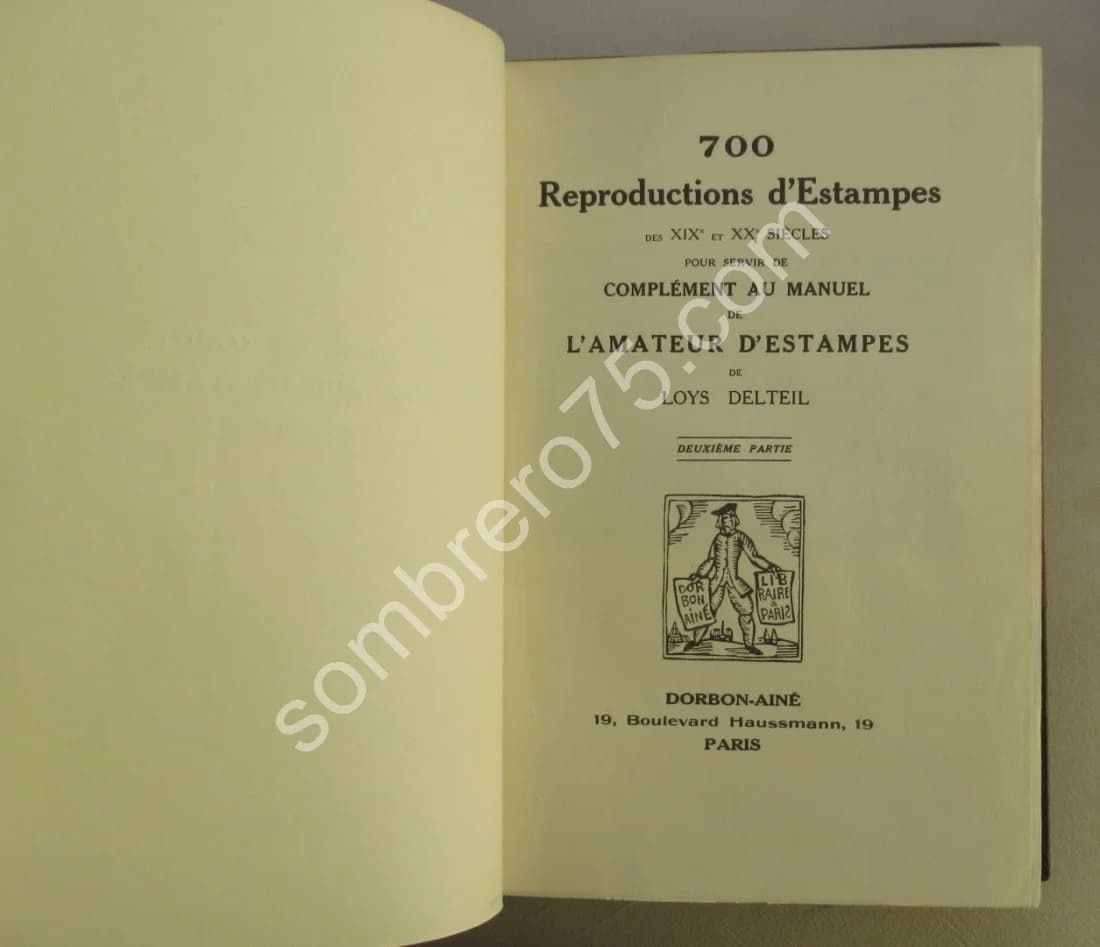 700
Reproductions d'Estampes
DES XIXe ET XXe SIÈCLES
POUR SERVIR DE
COMPLÉMENT AU MANUEL
DE
L'AMATEUR D'ESTAMPES
DE
LOYS DELTEIL
DEUXIÈME PARTIE
DOR
BON
AINÉ
LIB
RAIRE
à
PARIS
DORBON-AINÉ
19, Boulevard Haussmann, 19
PARIS
sombrero75.com